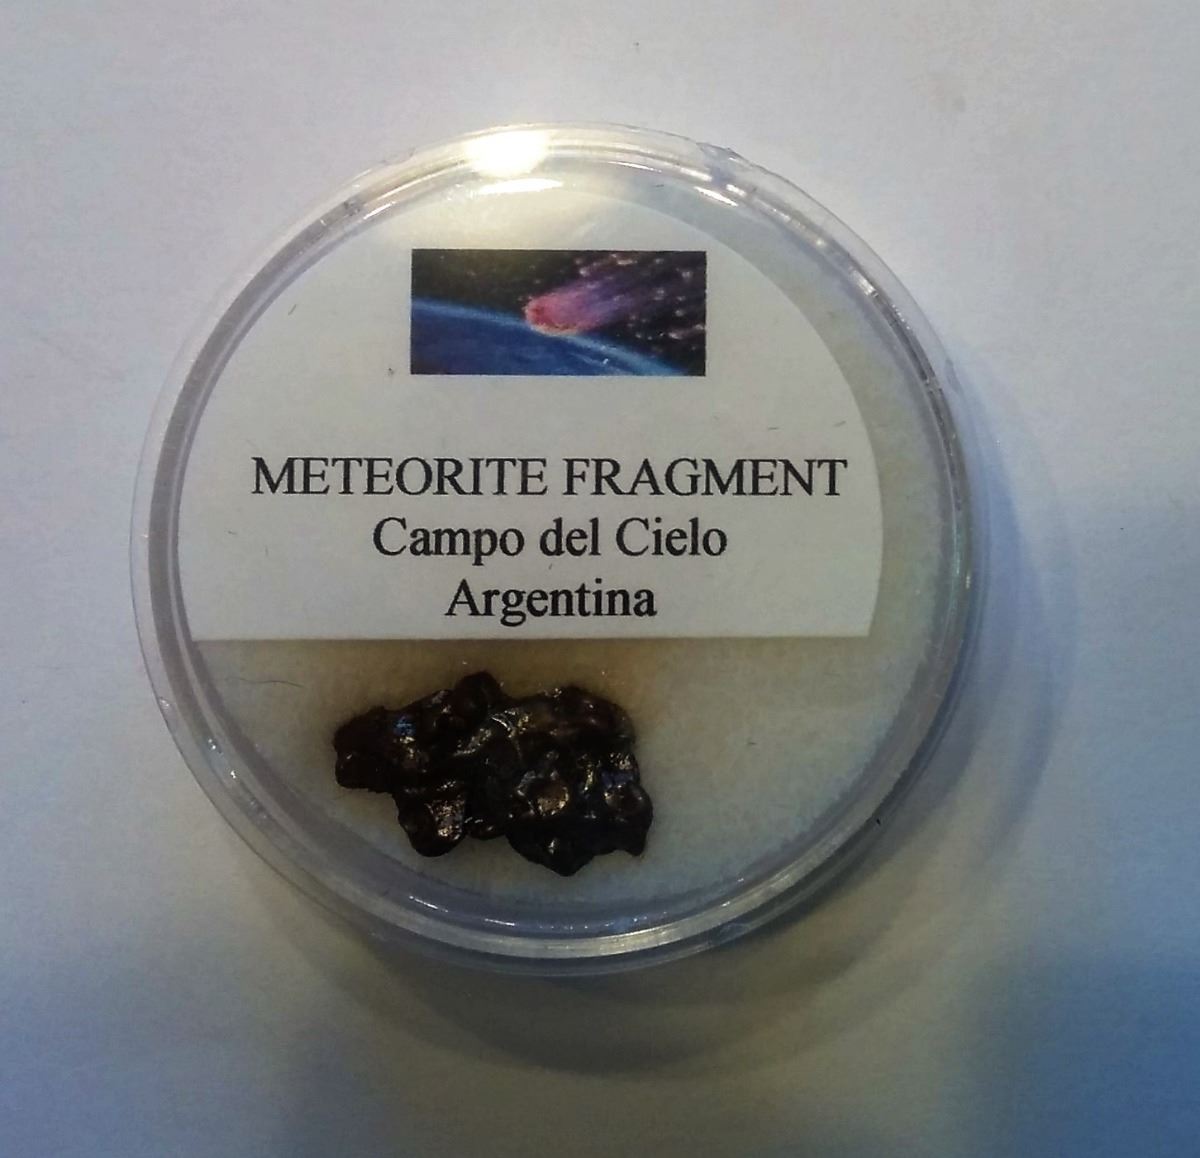 METEORITE FRAGMENT
Campo del Cielo
Argentina